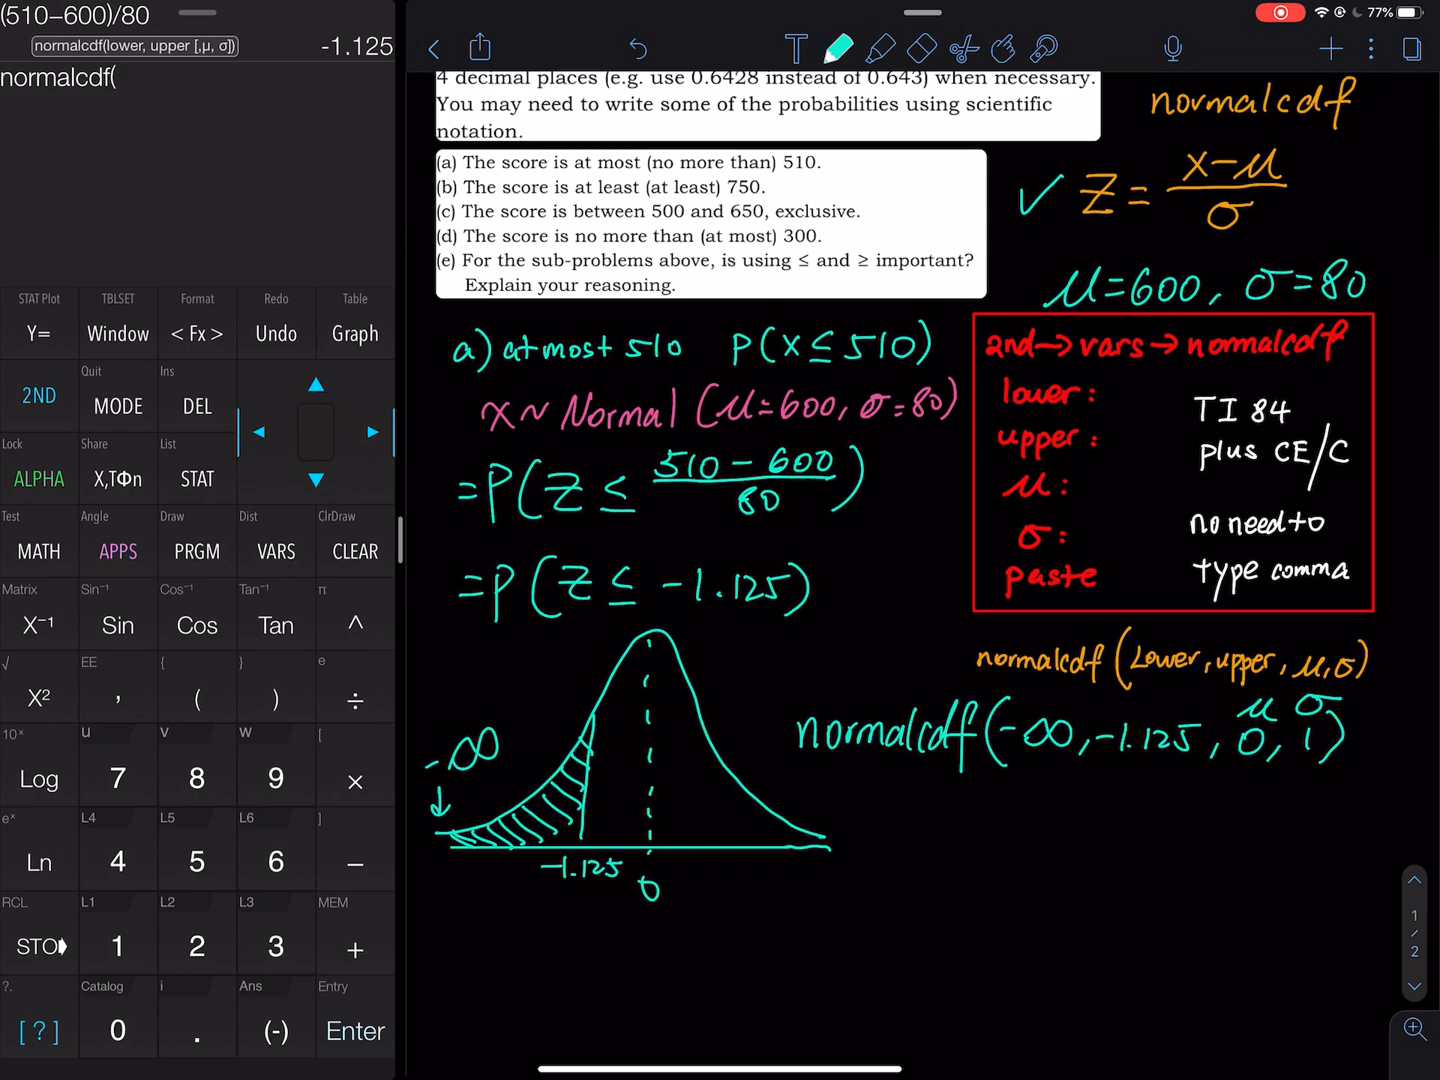 (510−600)/80
normalcdf(lower, upper [,μ, σ])
-1.125
normalcdf(
STAT Plot TBLSET Format Redo Table
Y= Window < Fx > Undo Graph
Quit Ins
2ND MODE DEL
Lock Share List
ALPHA X,TΦn STAT
Test Angle Draw Dist ClrDraw
MATH APPS PRGM VARS CLEAR
Matrix Sin⁻¹ Cos⁻¹ Tan⁻¹ π
X⁻¹ Sin Cos Tan ^
√ EE { } e
X² , ( ) ÷
10ˣ u v w [
Log 7 8 9 ×
eˣ L4 L5 L6 ]
Ln 4 5 6 −
RCL L1 L2 L3 MEM
STO 1 2 3 +
?. Catalog i Ans Entry
[ ? ] 0 . (-) Enter
77%
T
4 decimal places (e.g. use 0.6428 instead of 0.643) when necessary.
You may need to write some of the probabilities using scientific
notation.
(a) The score is at most (no more than) 510.
(b) The score is at least (at least) 750.
(c) The score is between 500 and 650, exclusive.
(d) The score is no more than (at most) 300.
(e) For the sub-problems above, is using ≤ and ≥ important?
Explain your reasoning.
normalcdf
✓ Z = (x−μ)/σ
μ=600, σ=80
a) at most 510 P(X ≤ 510)
X ~ Normal (μ=600, σ=80)
=P(Z ≤ (510−600)/80)
=P(Z ≤ -1.125)
2nd→vars→normalcdf
lower:
upper:
μ:
σ:
paste
TI 84
plus CE/C
no need to
type comma
normalcdf (Lower, upper, μ, σ)
μ σ
normalcdf(-∞, -1.125, 0, 1)
-∞
-1.125
0
1
/
2